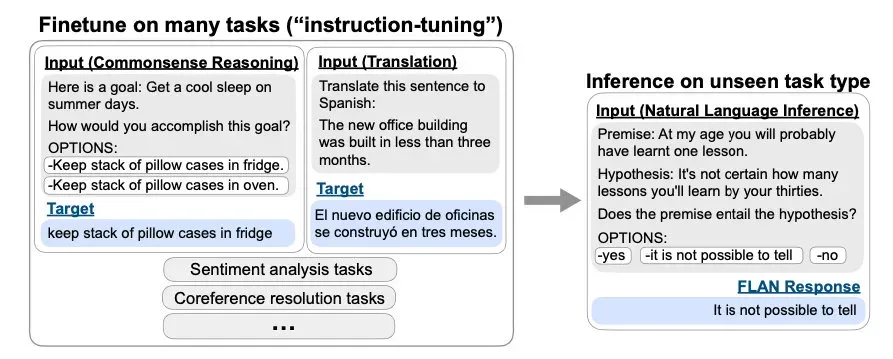 Finetune on many tasks (“instruction-tuning”)
Input (Commonsense Reasoning)
Here is a goal: Get a cool sleep on
summer days.
How would you accomplish this goal?
OPTIONS:
-Keep stack of pillow cases in fridge.
-Keep stack of pillow cases in oven.
Target
keep stack of pillow cases in fridge
Input (Translation)
Translate this sentence to
Spanish:
The new office building
was built in less than three
months.
Target
El nuevo edificio de oficinas
se construyó en tres meses.
Sentiment analysis tasks
Coreference resolution tasks
...
Inference on unseen task type
Input (Natural Language Inference)
Premise: At my age you will probably
have learnt one lesson.
Hypothesis: It's not certain how many
lessons you'll learn by your thirties.
Does the premise entail the hypothesis?
OPTIONS:
-yes -it is not possible to tell -no
FLAN Response
It is not possible to tell